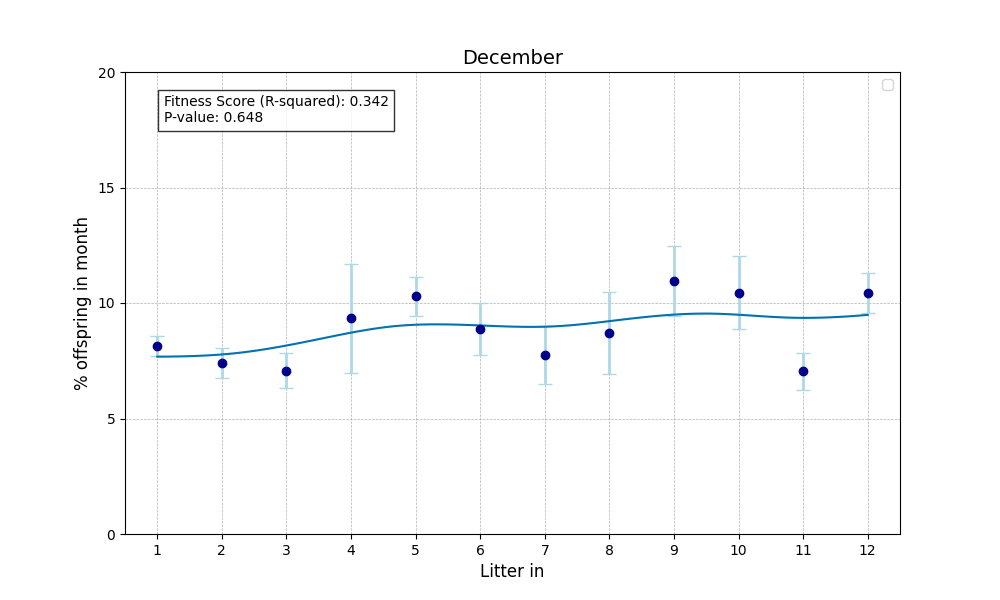 December
Fitness Score (R-squared): 0.342
P-value: 0.648
% offspring in month
20
15
10
5
0
1 2 3 4 5 6 7 8 9 10 11 12
Litter in